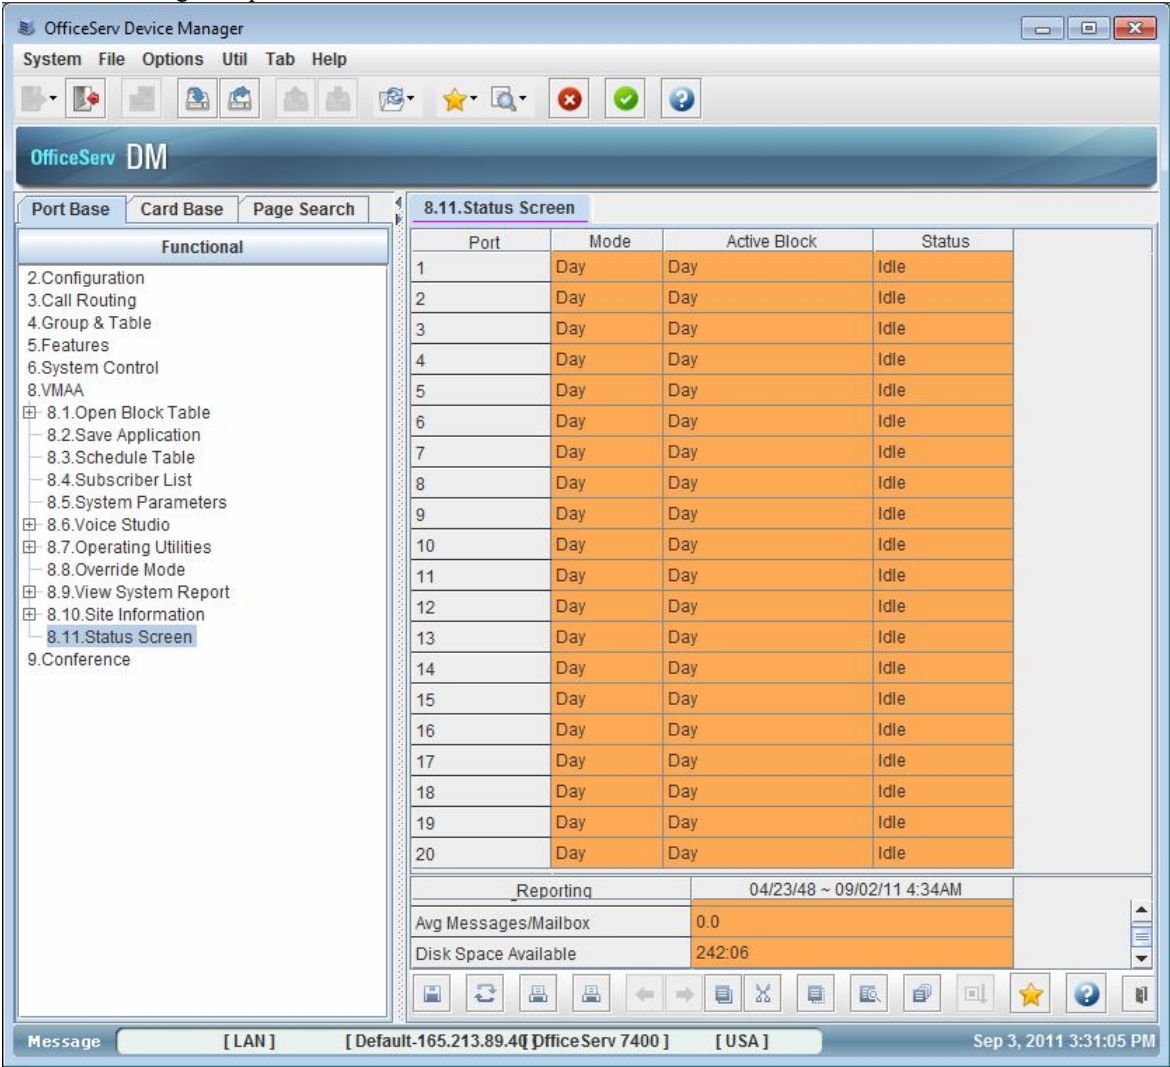 OfficeServ Device Manager
System File Options Util Tab Help
OfficeServ DM
Port Base Card Base Page Search
Functional
2.Configuration
3.Call Routing
4.Group & Table
5.Features
6.System Control
8.VMAA
8.1.Open Block Table
8.2.Save Application
8.3.Schedule Table
8.4.Subscriber List
8.5.System Parameters
8.6.Voice Studio
8.7.Operating Utilities
8.8.Override Mode
8.9.View System Report
8.10.Site Information
8.11.Status Screen
9.Conference
8.11.Status Screen
Port Mode Active Block Status
1 Day Day Idle
2 Day Day Idle
3 Day Day Idle
4 Day Day Idle
5 Day Day Idle
6 Day Day Idle
7 Day Day Idle
8 Day Day Idle
9 Day Day Idle
10 Day Day Idle
11 Day Day Idle
12 Day Day Idle
13 Day Day Idle
14 Day Day Idle
15 Day Day Idle
16 Day Day Idle
17 Day Day Idle
18 Day Day Idle
19 Day Day Idle
20 Day Day Idle
_Reporting 04/23/48 ~ 09/02/11 4:34AM
Avg Messages/Mailbox 0.0
Disk Space Available 242:06
Message [ LAN ] [ Default-165.213.89.40 ] [ OfficeServ 7400 ] [ USA ] Sep 3, 2011 3:31:05 PM